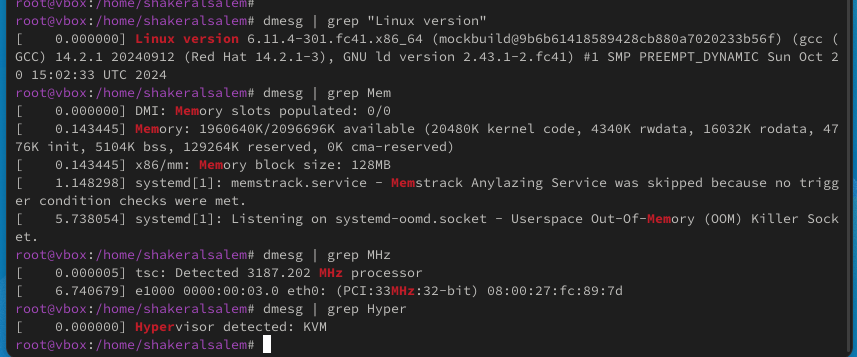 root@vbox:/home/shakeralsalem#
root@vbox:/home/shakeralsalem# dmesg | grep "Linux version"
[    0.000000] Linux version 6.11.4-301.fc41.x86_64 (mockbuild@9b6b61418589428cb880a7020233b56f) (gcc (
GCC) 14.2.1 20240912 (Red Hat 14.2.1-3), GNU ld version 2.43.1-2.fc41) #1 SMP PREEMPT_DYNAMIC Sun Oct 2
0 15:02:33 UTC 2024
root@vbox:/home/shakeralsalem# dmesg | grep Mem
[    0.000000] DMI: Memory slots populated: 0/0
[    0.143445] Memory: 1960640K/2096696K available (20480K kernel code, 4340K rwdata, 16032K rodata, 47
76K init, 5104K bss, 129264K reserved, 0K cma-reserved)
[    0.143445] x86/mm: Memory block size: 128MB
[    1.148298] systemd[1]: memstrack.service - Memstrack Anylazing Service was skipped because no trigg
er condition checks were met.
[    5.738054] systemd[1]: Listening on systemd-oomd.socket - Userspace Out-Of-Memory (OOM) Killer Sock
et.
root@vbox:/home/shakeralsalem# dmesg | grep MHz
[    0.000005] tsc: Detected 3187.202 MHz processor
[    6.740679] e1000 0000:00:03.0 eth0: (PCI:33MHz:32-bit) 08:00:27:fc:89:7d
root@vbox:/home/shakeralsalem# dmesg | grep Hyper
[    0.000000] Hypervisor detected: KVM
root@vbox:/home/shakeralsalem#